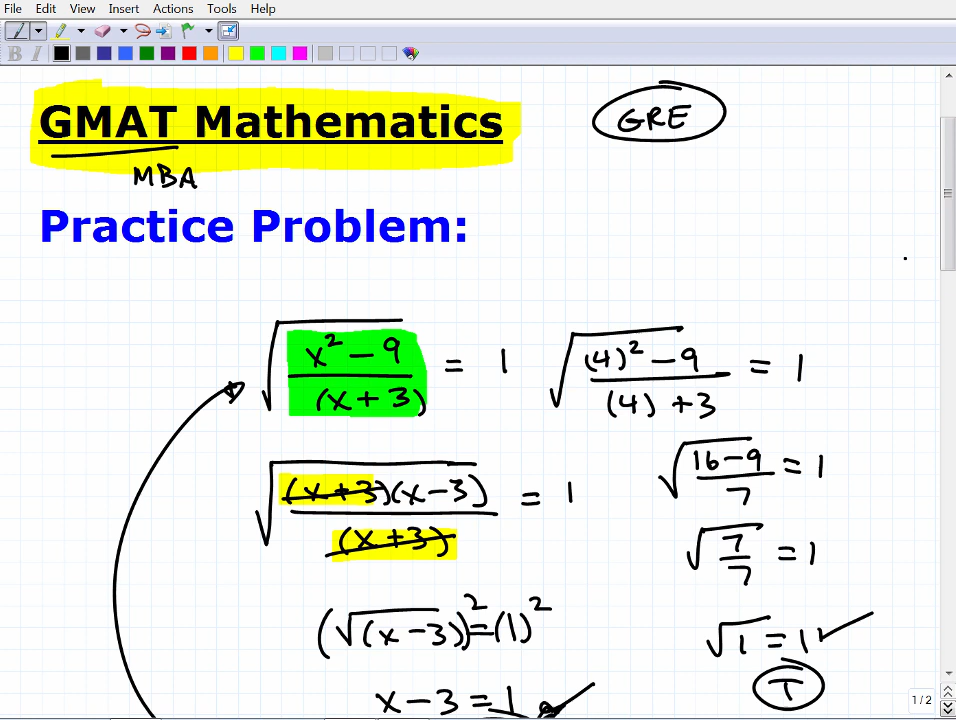 File Edit View Insert Actions Tools Help
B I
GMAT Mathematics
GRE
MBA
Practice Problem:
√((x² − 9)/(x + 3)) = 1
√(((4)² − 9)/((4) + 3)) = 1
√(((x+3)(x−3))/(x+3)) = 1
√((16−9)/7) = 1
√(7/7) = 1
(√(x−3))² = (1)²
√1 = 1 ✓
T
x − 3 = 1
1 / 2